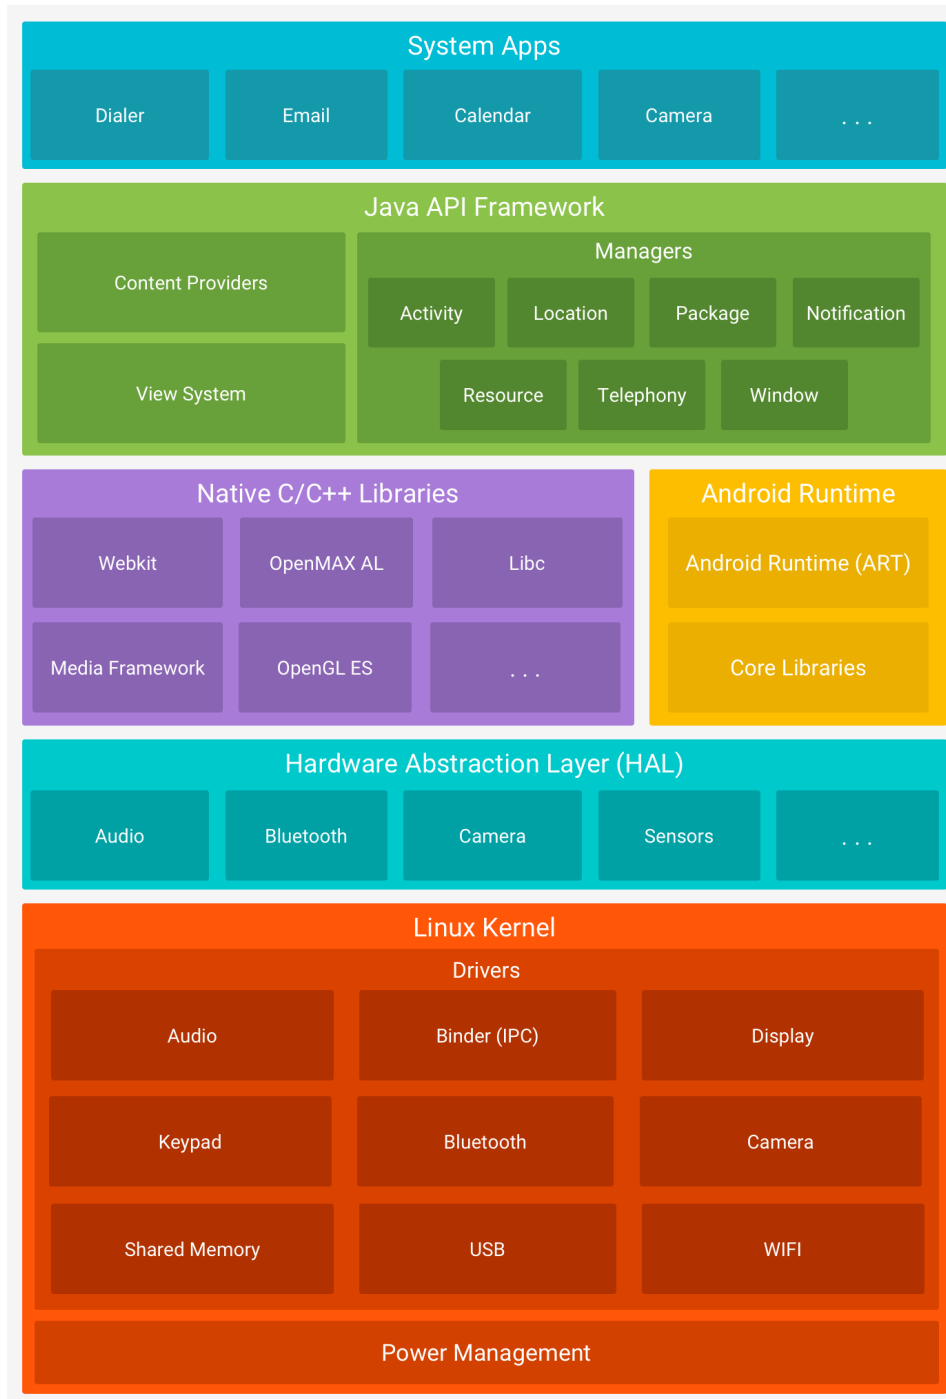 System Apps
Dialer
Email
Calendar
Camera
. . .
Java API Framework
Content Providers
View System
Managers
Activity
Location
Package
Notification
Resource
Telephony
Window
Native C/C++ Libraries
Webkit
OpenMAX AL
Libc
Media Framework
OpenGL ES
. . .
Android Runtime
Android Runtime (ART)
Core Libraries
Hardware Abstraction Layer (HAL)
Audio
Bluetooth
Camera
Sensors
. . .
Linux Kernel
Drivers
Audio
Binder (IPC)
Display
Keypad
Bluetooth
Camera
Shared Memory
USB
WIFI
Power Management